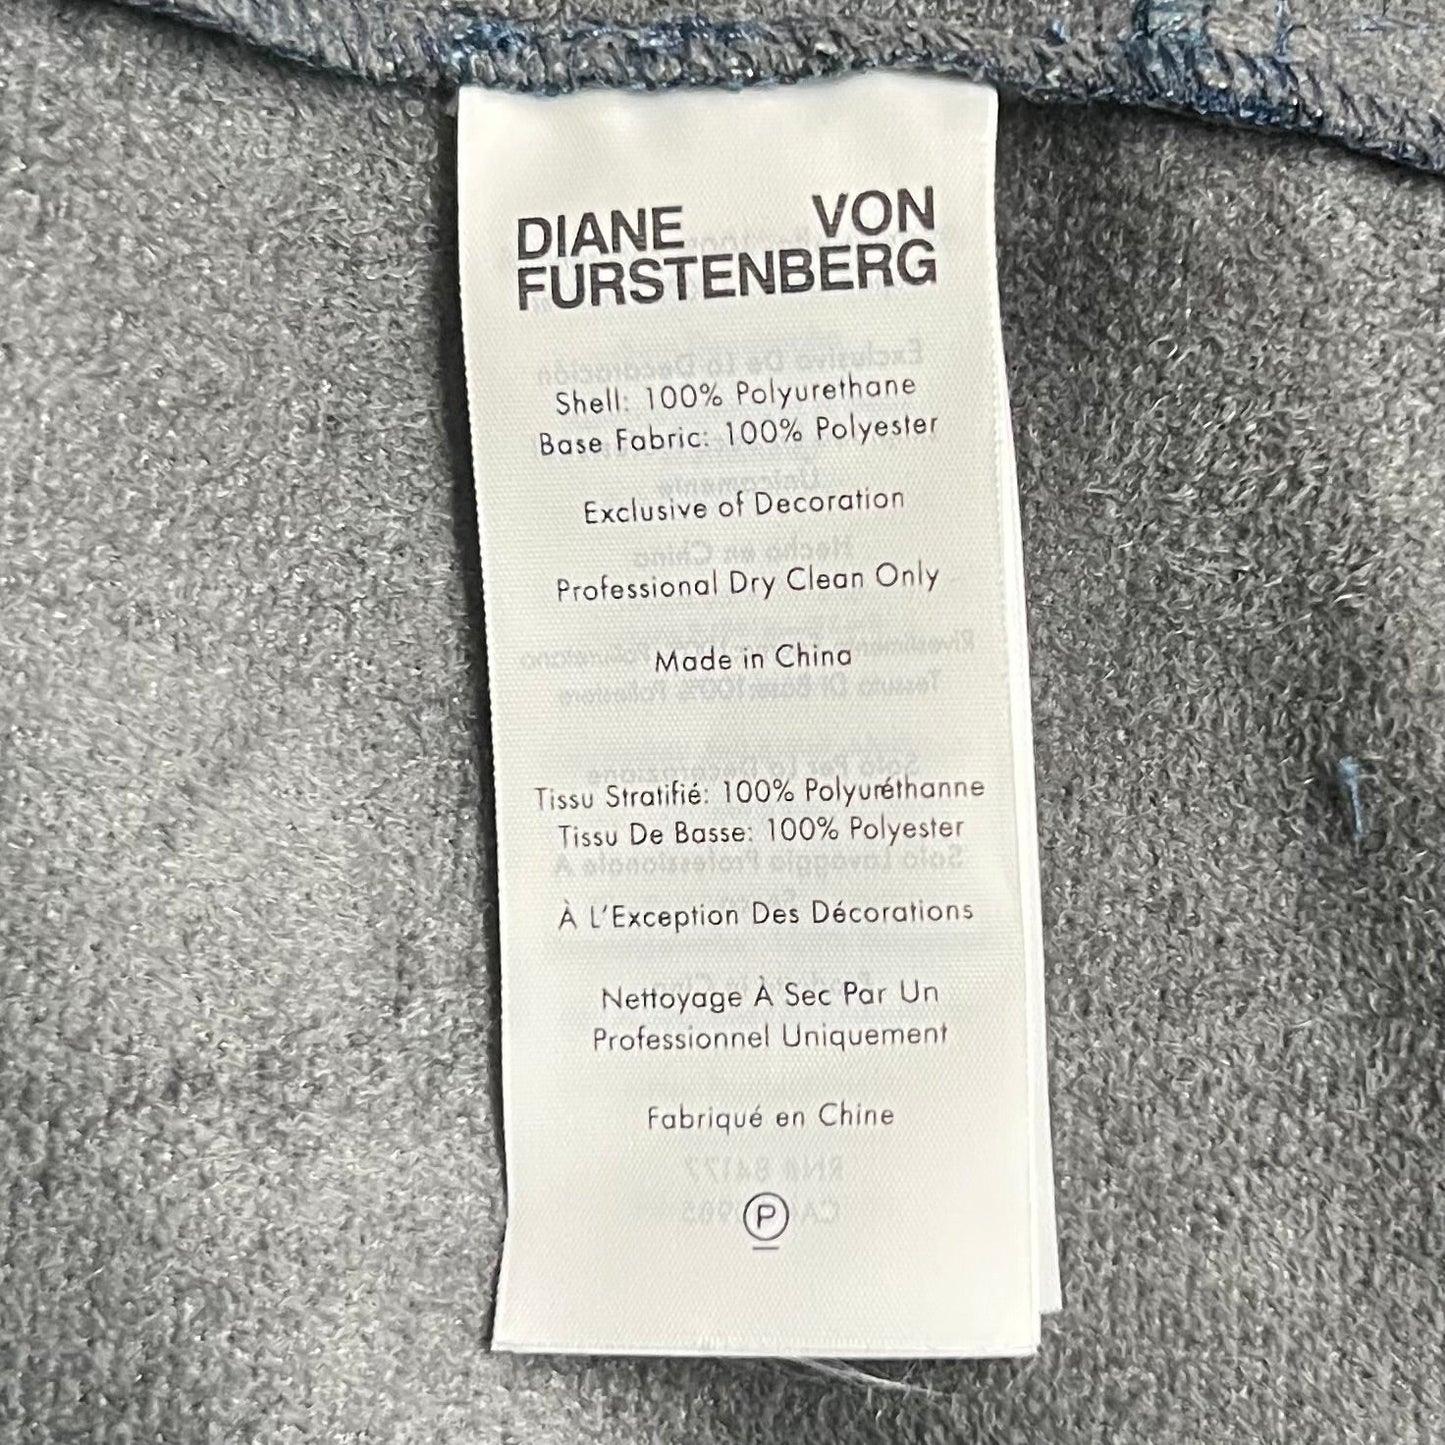 DIANE VON
FURSTENBERG
Shell: 100% Polyurethane
Base Fabric: 100% Polyester
Exclusive of Decoration
Professional Dry Clean Only
Made in China
Tissu Stratifié: 100% Polyuréthanne
Tissu De Basse: 100% Polyester
À L'Exception Des Décorations
Nettoyage À Sec Par Un
Professionnel Uniquement
Fabriqué en Chine
P